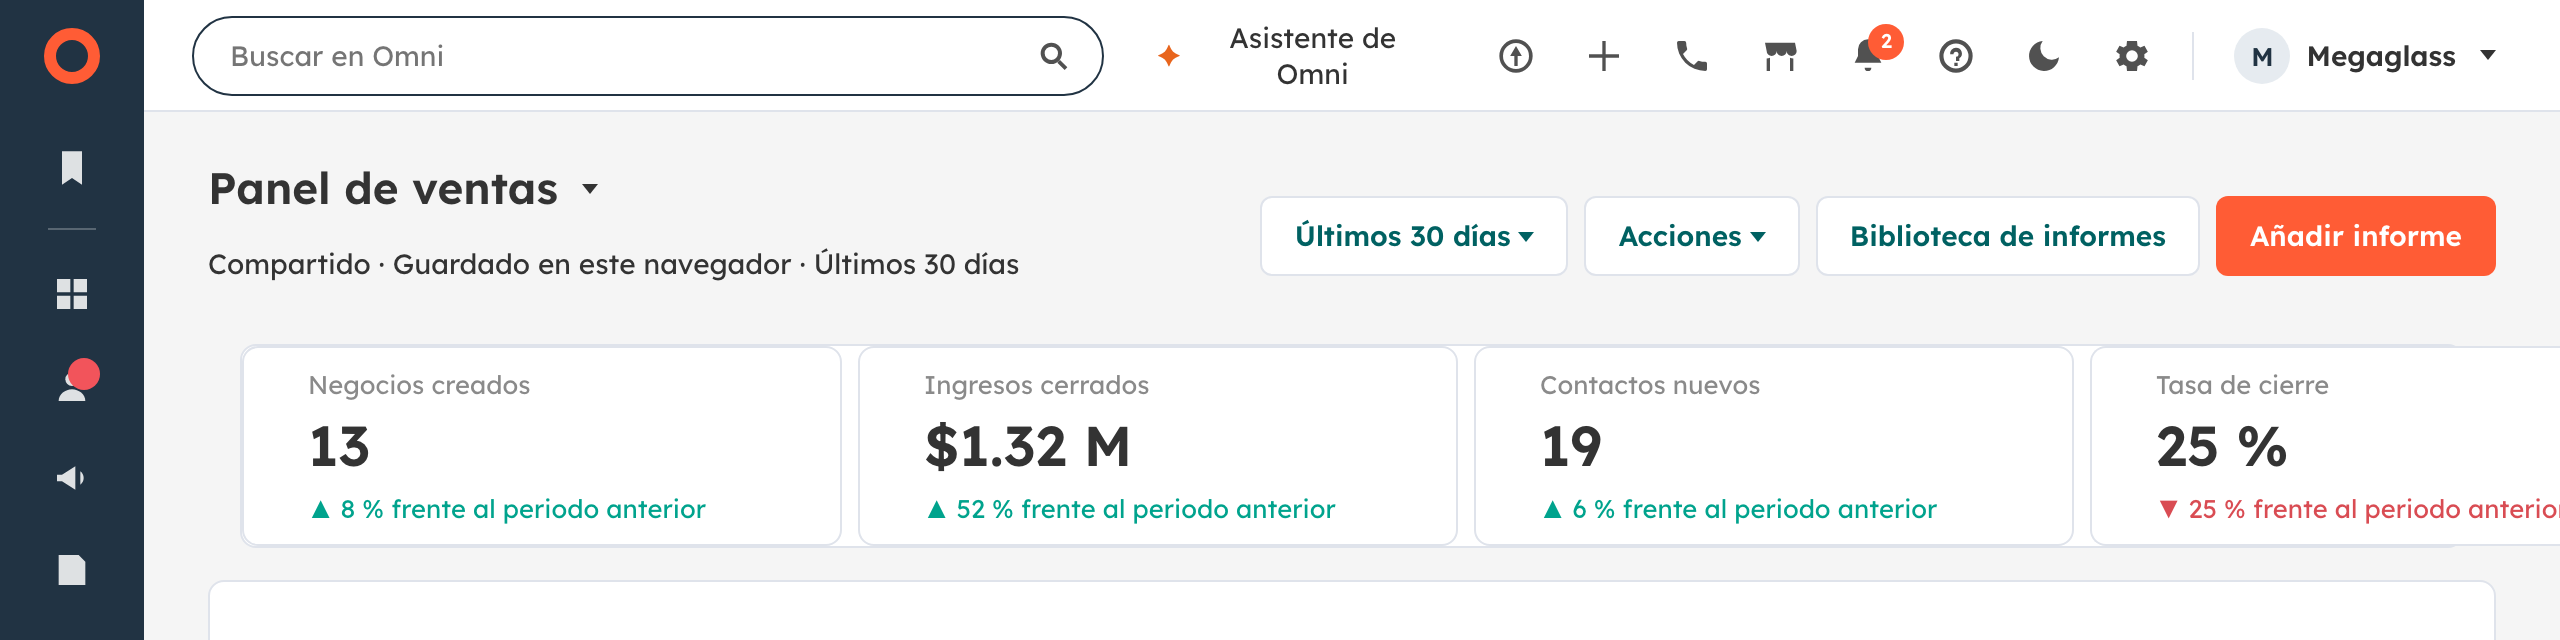 Buscar en Omni
Asistente de
Omni
2
M
Megaglass
Panel de ventas
Compartido · Guardado en este navegador · Últimos 30 días
Últimos 30 días
Acciones
Biblioteca de informes
Añadir informe
Negocios creados
13
▲ 8 % frente al periodo anterior
Ingresos cerrados
$1.32 M
▲ 52 % frente al periodo anterior
Contactos nuevos
19
▲ 6 % frente al periodo anterior
Tasa de cierre
25 %
▼ 25 % frente al periodo anterior